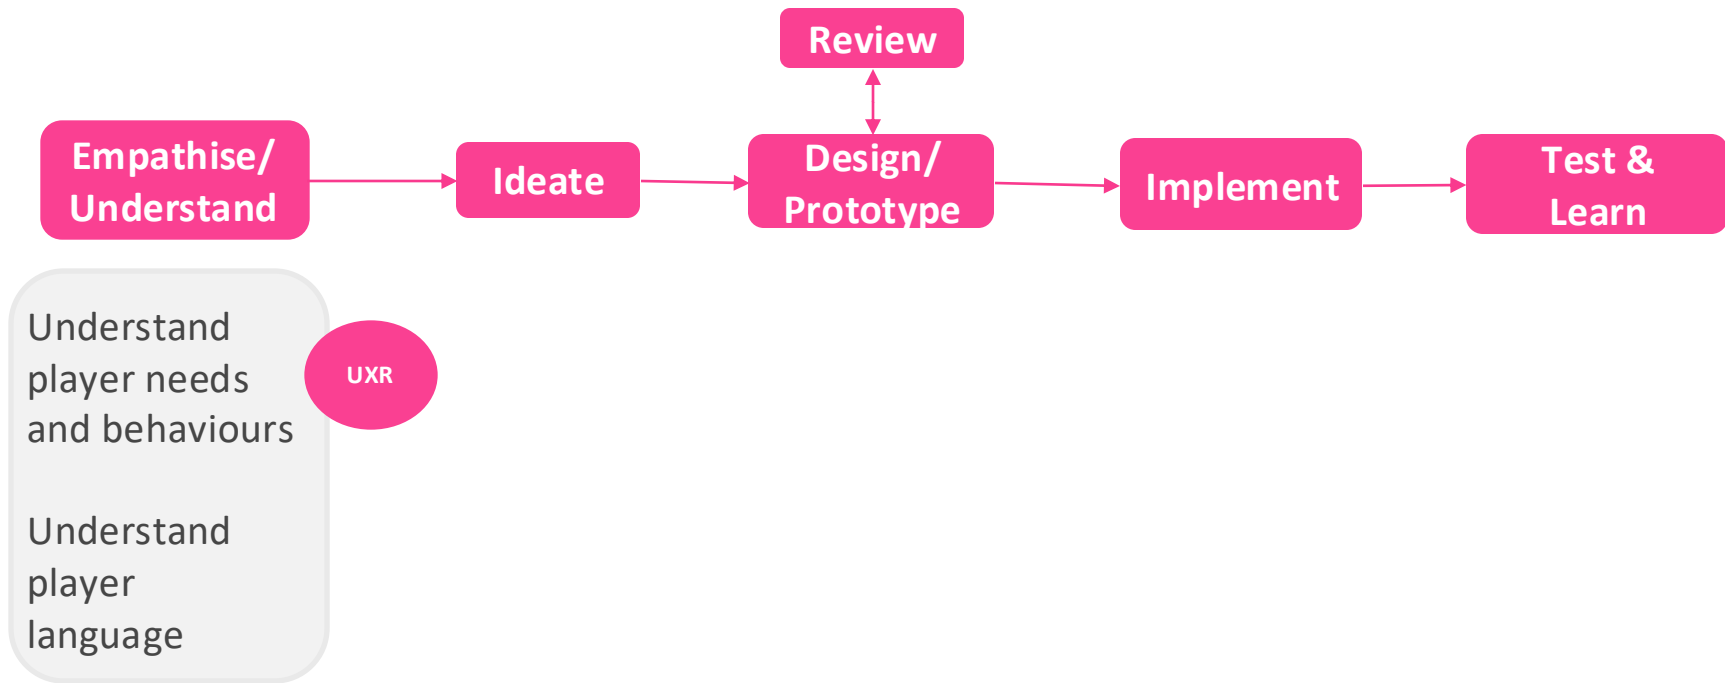 Review
Empathise/
Understand
Ideate
Design/
Prototype
Implement
Test &
Learn
Understand
player needs
and behaviours
UXR
Understand
player
language